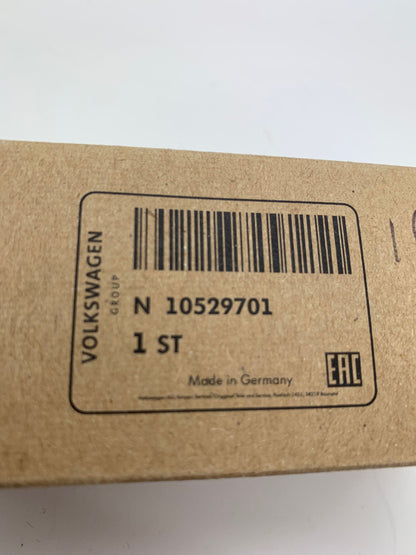 VOLKSWAGEN
GROUP
N 10529701
1 ST
Made in Germany
EAC